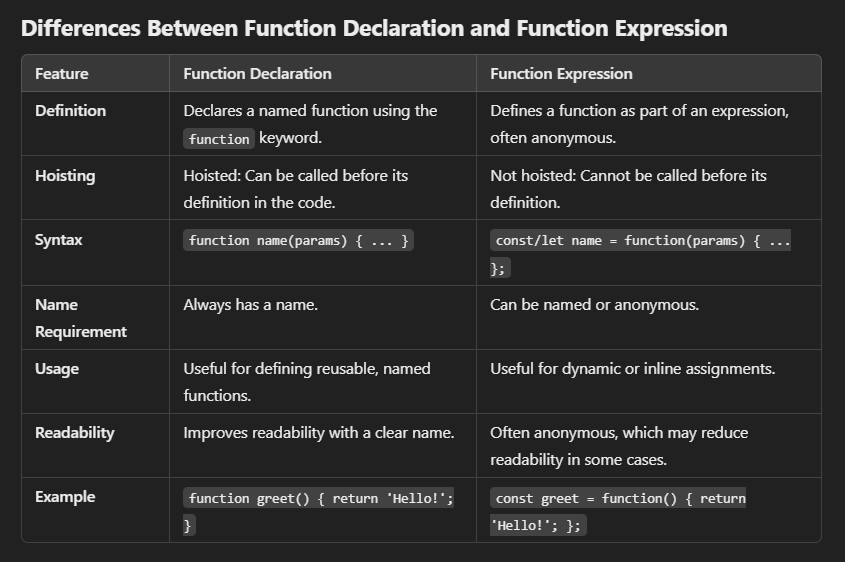 Differences Between Function Declaration and Function Expression
Feature
Function Declaration
Function Expression
Definition
Declares a named function using the
function keyword.
Defines a function as part of an expression,
often anonymous.
Hoisting
Hoisted: Can be called before its
definition in the code.
Not hoisted: Cannot be called before its
definition.
Syntax
function name(params) { ... }
const/let name = function(params) { ...
};
Name
Requirement
Always has a name.
Can be named or anonymous.
Usage
Useful for defining reusable, named
functions.
Useful for dynamic or inline assignments.
Readability
Improves readability with a clear name.
Often anonymous, which may reduce
readability in some cases.
Example
function greet() { return 'Hello!';
}
const greet = function() { return
'Hello!'; };